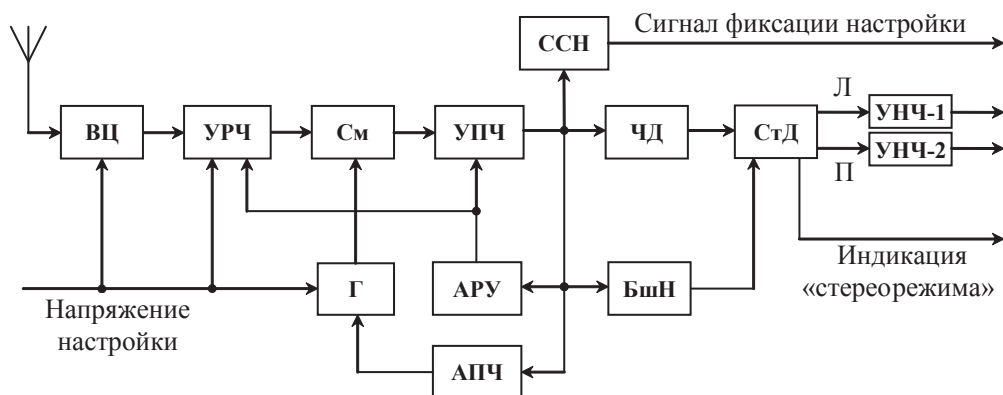 Сигнал фиксации настройки
ССН
Л
ВЦ
УРЧ
См
УПЧ
ЧД
СтД
УНЧ-1
УНЧ-2
П
Напряжение
настройки
Г
АРУ
БшН
Индикация
«стереорежима»
АПЧ